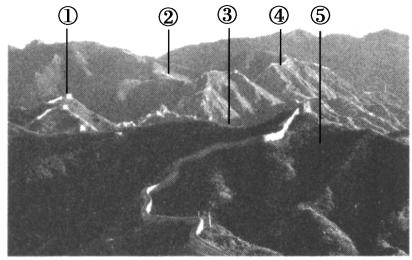 ① ② ③ ④ ⑤